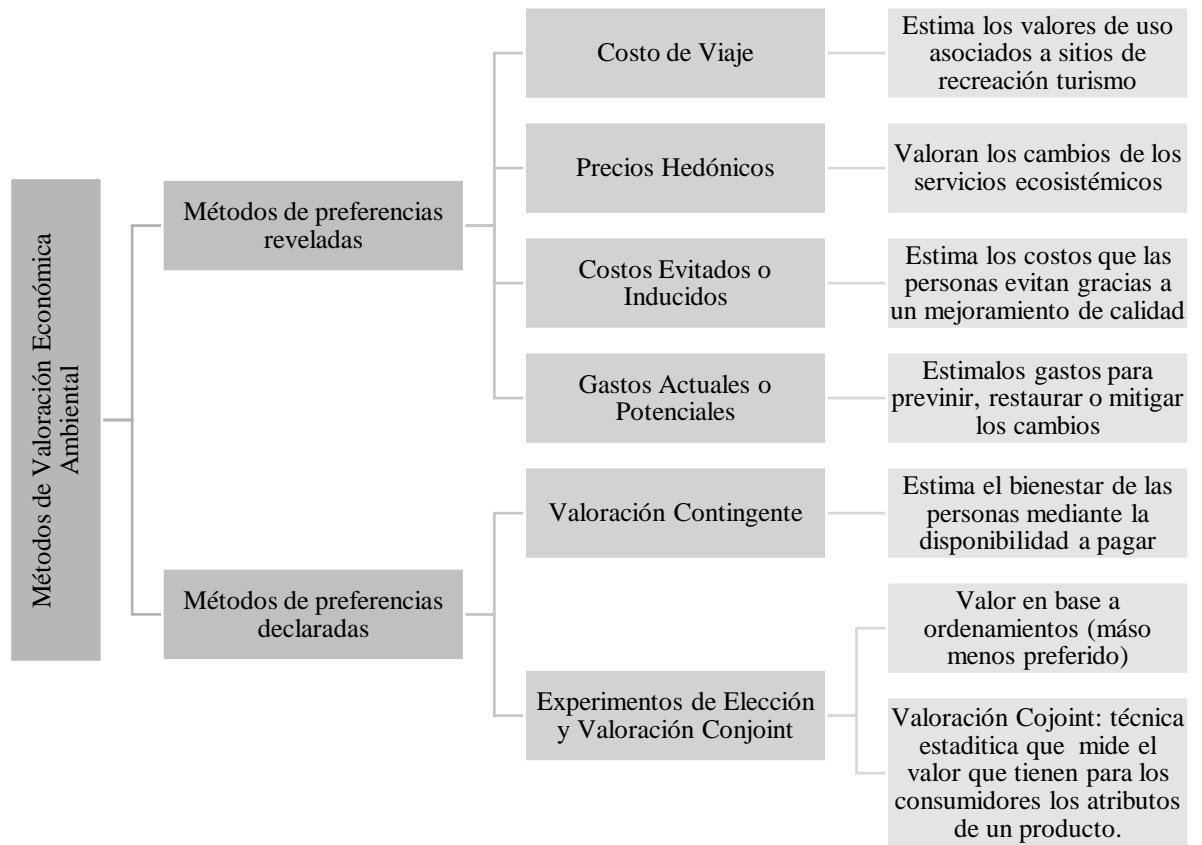 Métodos de Valoración Económica
Ambiental
Métodos de preferencias
reveladas
Costo de Viaje
Estima los valores de uso
asociados a sitios de
recreación turismo
Precios Hedónicos
Valoran los cambios de los
servicios ecosistémicos
Costos Evitados o
Inducidos
Estima los costos que las
personas evitan gracias a
un mejoramiento de calidad
Gastos Actuales o
Potenciales
Estimalos gastos para
previnir, restaurar o mitigar
los cambios
Métodos de preferencias
declaradas
Valoración Contingente
Estima el bienestar de las
personas mediante la
disponibilidad a pagar
Experimentos de Elección
y Valoración Conjoint
Valor en base a
ordenamientos (máso
menos preferido)
Valoración Cojoint: técnica
estaditica que mide el
valor que tienen para los
consumidores los atributos
de un producto.